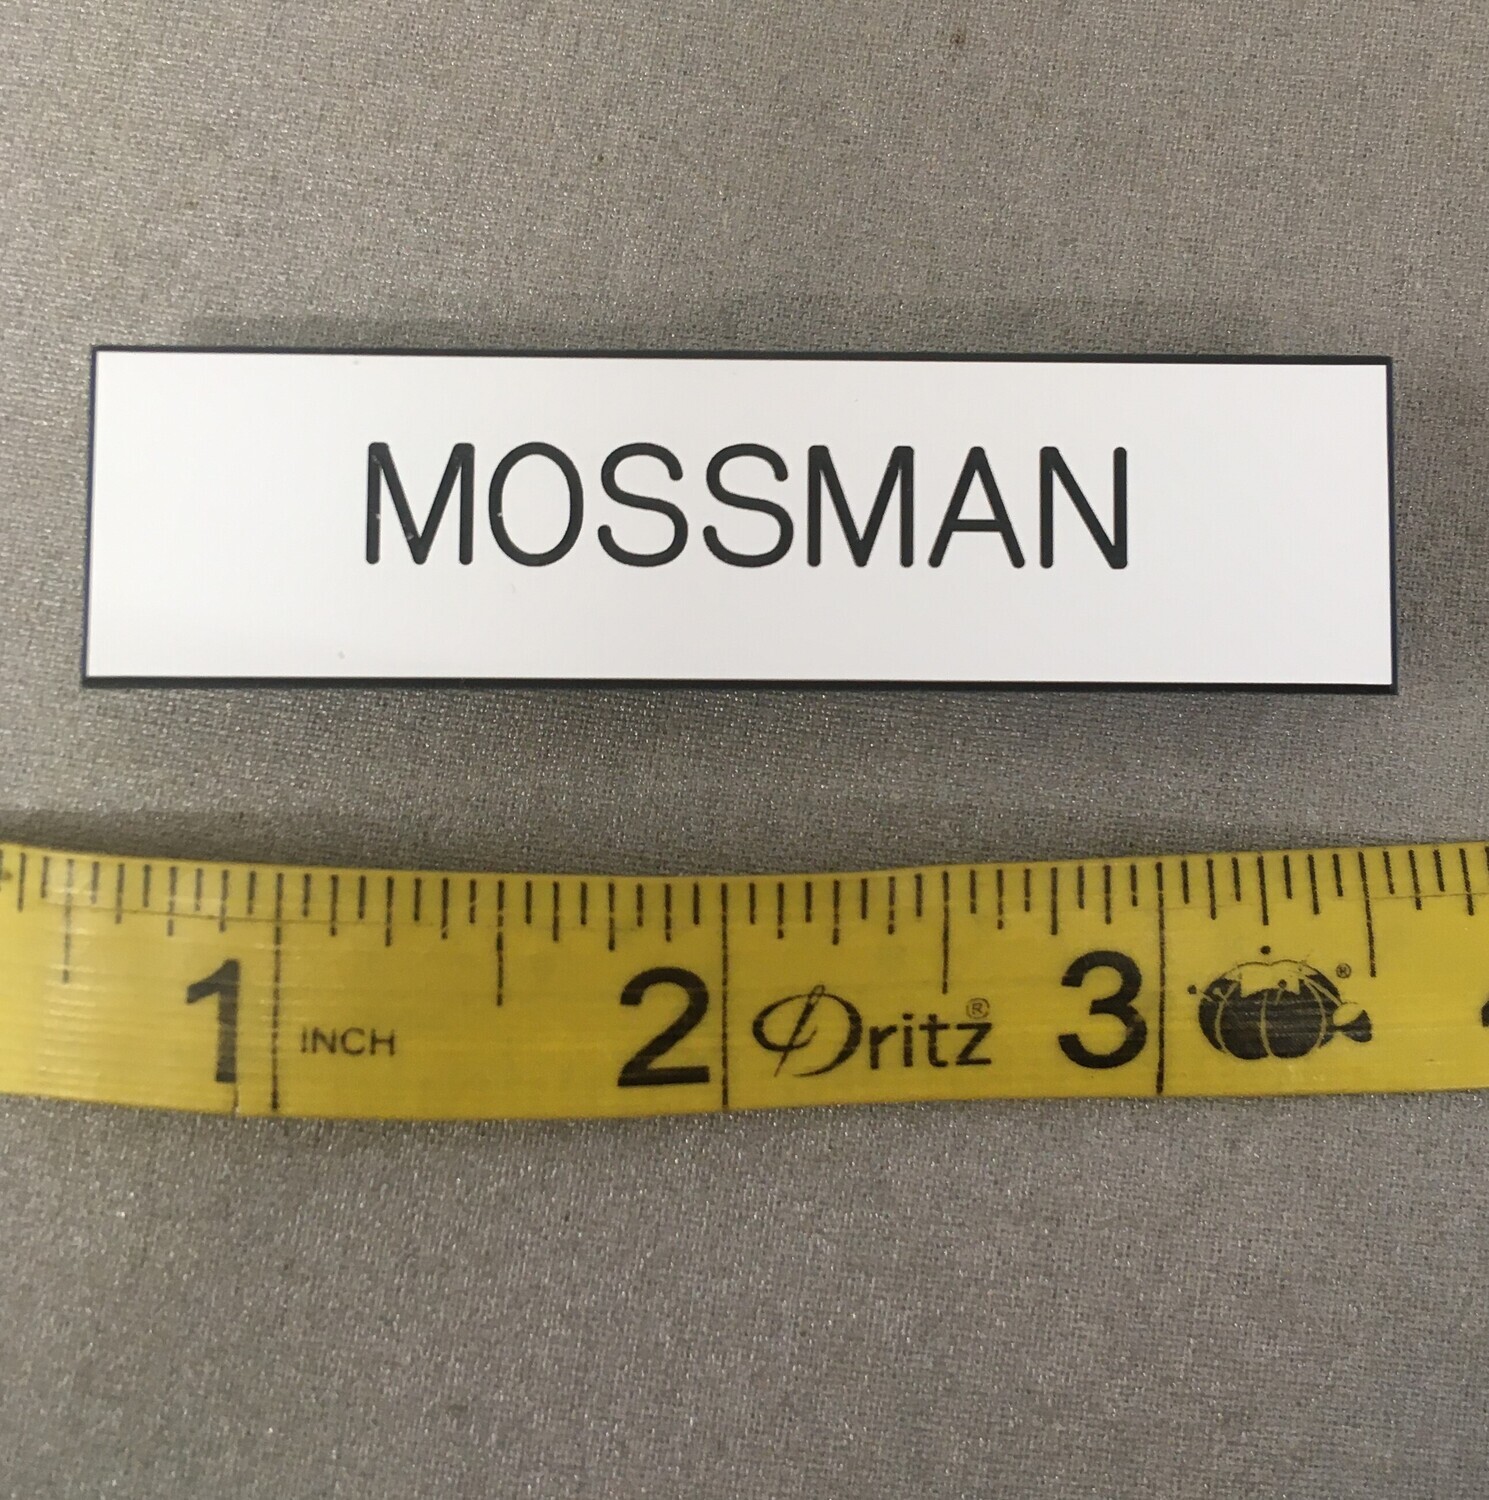 MOSSMAN
1 INCH 2 Dritz® 3 ®